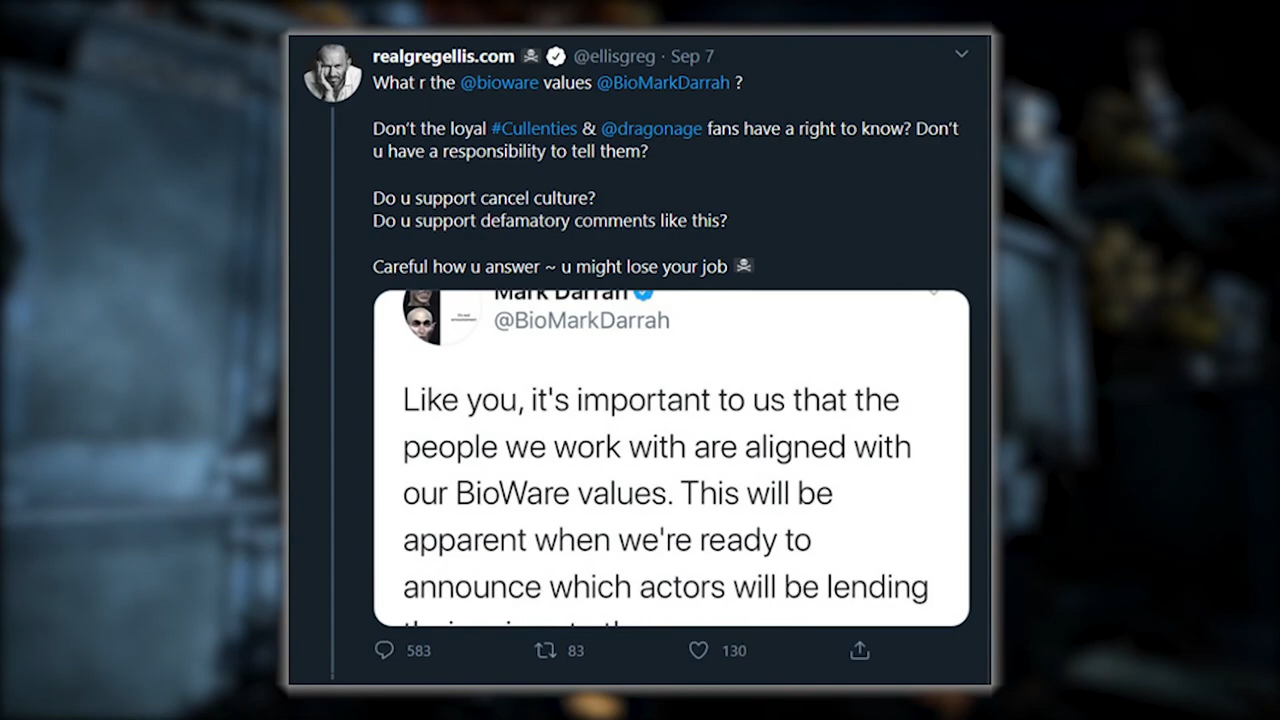 realgregellis.com ☠ @ellisgreg · Sep 7
What r the @bioware values @BioMarkDarrah ?
Don't the loyal #Cullenties & @dragonage fans have a right to know? Don't
u have a responsibility to tell them?
Do u support cancel culture?
Do u support defamatory comments like this?
Careful how u answer ~ u might lose your job ☠
Mark Darrah
@BioMarkDarrah
Like you, it's important to us that the
people we work with are aligned with
our BioWare values. This will be
apparent when we're ready to
announce which actors will be lending
583 83 130